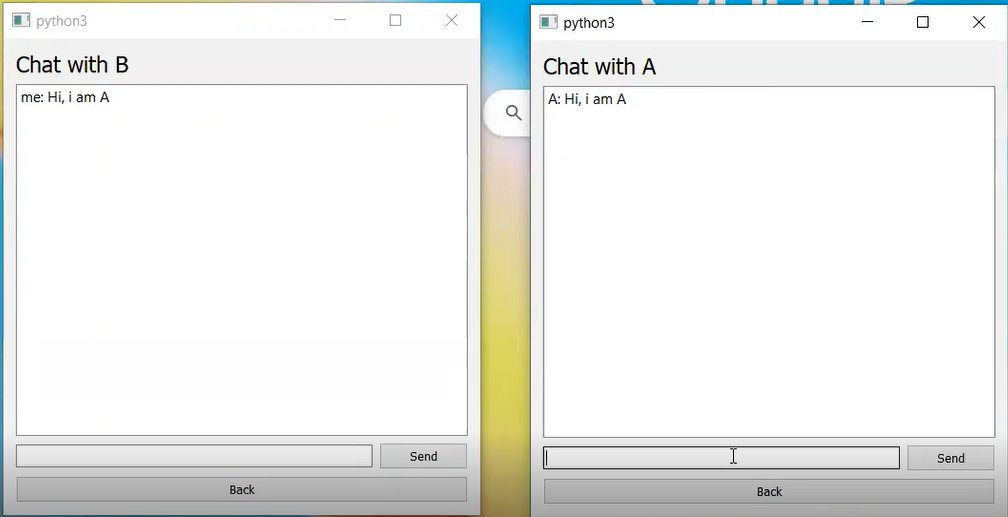 python3
Chat with B
me: Hi, i am A
Send
Back
python3
Chat with A
A: Hi, i am A
Send
Back